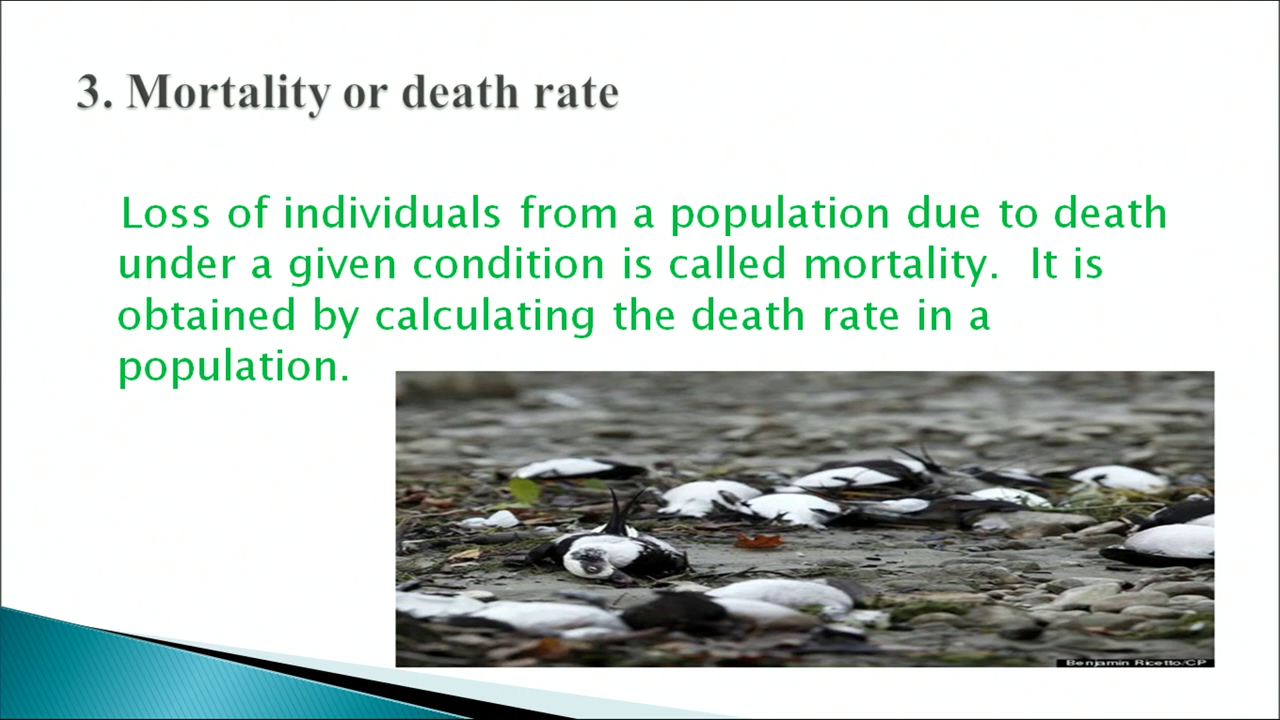 3. Mortality or death rate
Loss of individuals from a population due to death
under a given condition is called mortality. It is
obtained by calculating the death rate in a
population.
Benjamin Ricetto/CP